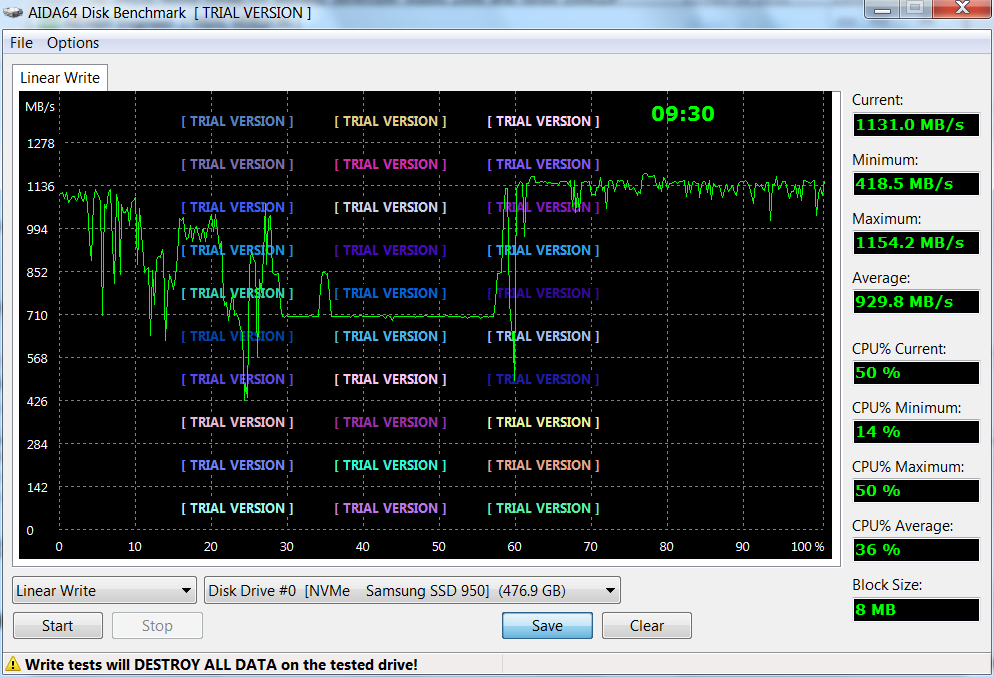 AIDA64 Disk Benchmark [ TRIAL VERSION ]
File Options
Linear Write
MB/s
[ TRIAL VERSION ] [ TRIAL VERSION ] [ TRIAL VERSION ]
09:30
1278
[ TRIAL VERSION ] [ TRIAL VERSION ] [ TRIAL VERSION ]
1136
[ TRIAL VERSION ] [ TRIAL VERSION ] [ TRIAL VERSION ]
994
[ TRIAL VERSION ] [ TRIAL VERSION ] [ TRIAL VERSION ]
852
[ TRIAL VERSION ] [ TRIAL VERSION ] [ TRIAL VERSION ]
710
[ TRIAL VERSION ] [ TRIAL VERSION ] [ TRIAL VERSION ]
568
[ TRIAL VERSION ] [ TRIAL VERSION ] [ TRIAL VERSION ]
426
[ TRIAL VERSION ] [ TRIAL VERSION ] [ TRIAL VERSION ]
284
[ TRIAL VERSION ] [ TRIAL VERSION ] [ TRIAL VERSION ]
142
[ TRIAL VERSION ] [ TRIAL VERSION ] [ TRIAL VERSION ]
0
0 10 20 30 40 50 60 70 80 90 100 %
Current:
1131.0 MB/s
Minimum:
418.5 MB/s
Maximum:
1154.2 MB/s
Average:
929.8 MB/s
CPU% Current:
50 %
CPU% Minimum:
14 %
CPU% Maximum:
50 %
CPU% Average:
36 %
Block Size:
8 MB
Linear Write Disk Drive #0 [NVMe Samsung SSD 950] (476.9 GB)
Start Stop Save Clear
Write tests will DESTROY ALL DATA on the tested drive!